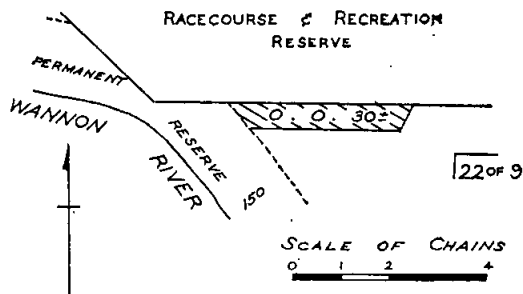 RACECOURSE & RECREATION
RESERVE
PERMANENT
RESERVE
WANNON
RIVER
150
0. 0. 30±
22 OF 9
SCALE OF CHAINS
0 1 2 4